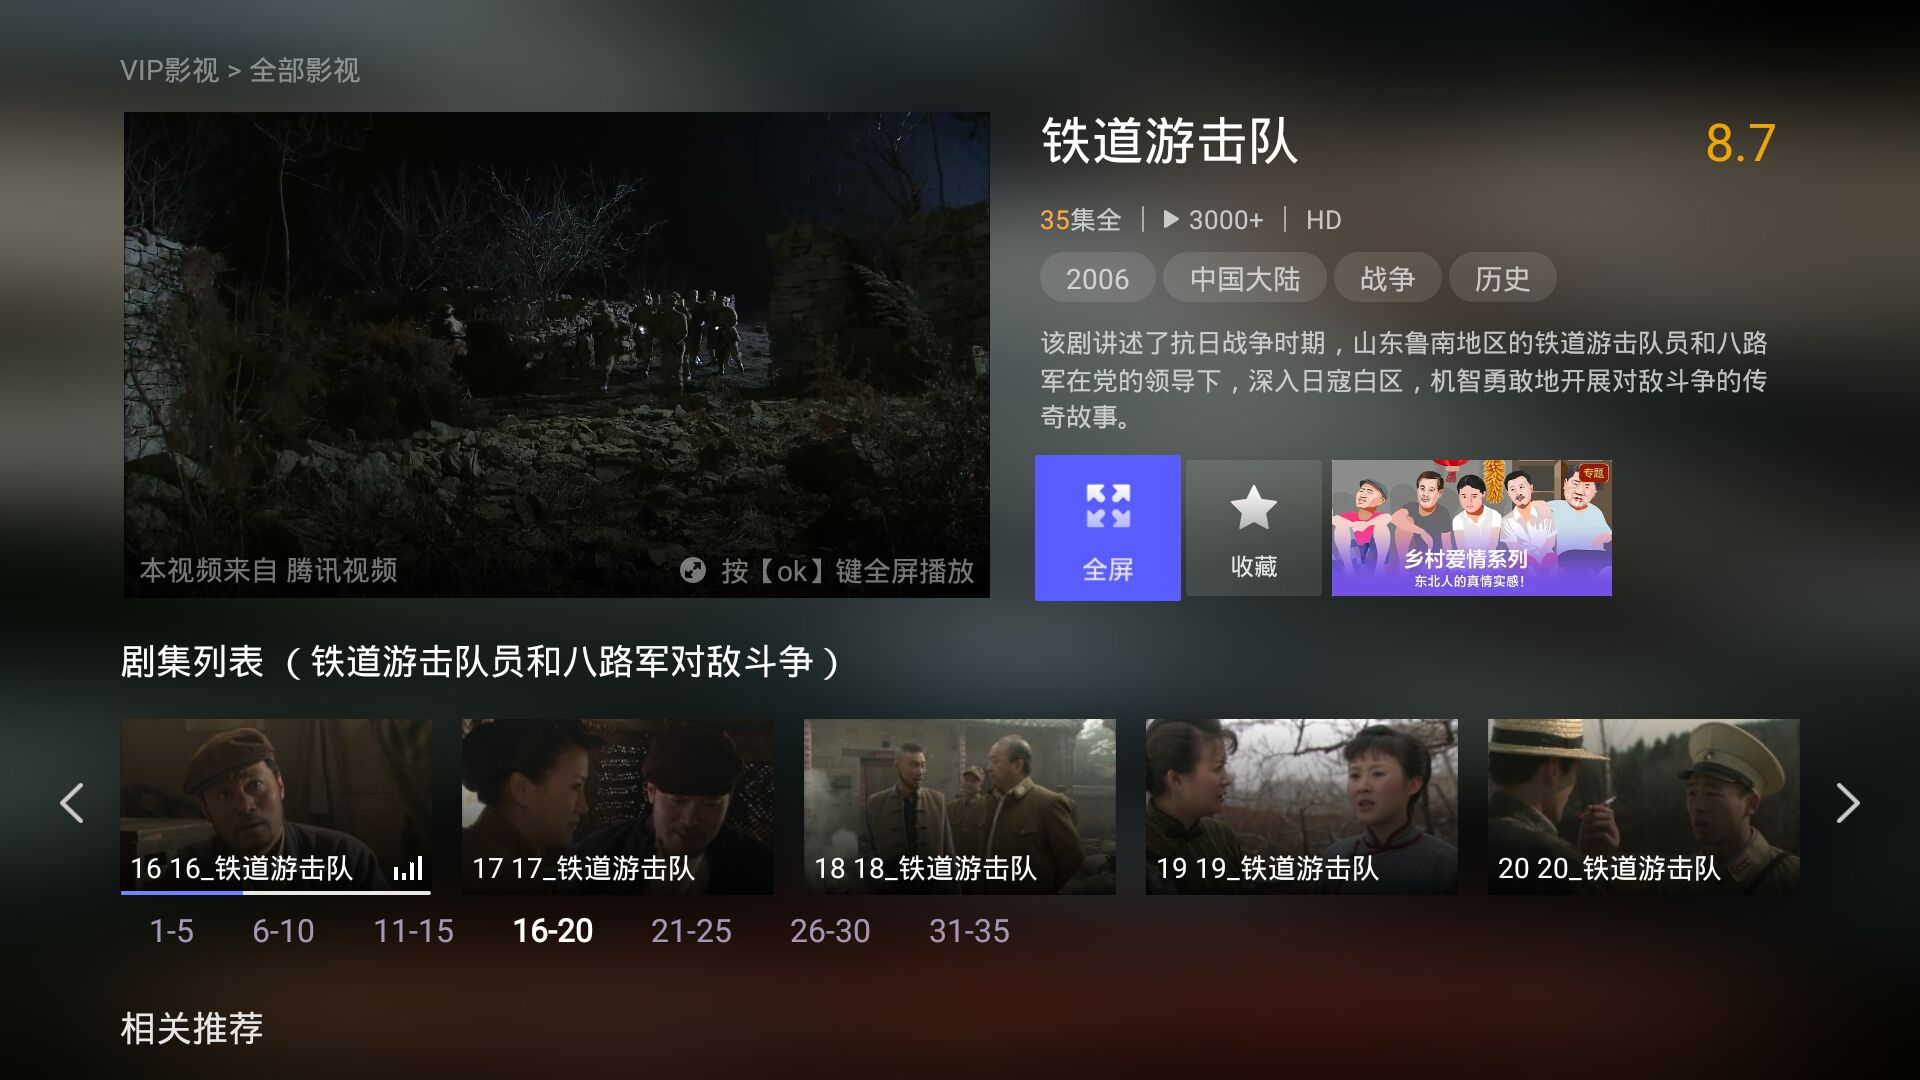 VIP影视 > 全部影视
铁道游击队
8.7
35集全 | 3000+ | HD
2006 中国大陆 战争 历史
该剧讲述了抗日战争时期，山东鲁南地区的铁道游击队员和八路
军在党的领导下，深入日寇白区，机智勇敢地开展对敌斗争的传
奇故事。
本视频来自 腾讯视频
按【ok】键全屏播放
全屏
收藏
专题
乡村爱情系列
东北人的真情实感！
剧集列表（铁道游击队员和八路军对敌斗争）
16 16_铁道游击队
17 17_铁道游击队
18 18_铁道游击队
19 19_铁道游击队
20 20_铁道游击队
1-5 6-10 11-15 16-20 21-25 26-30 31-35
相关推荐